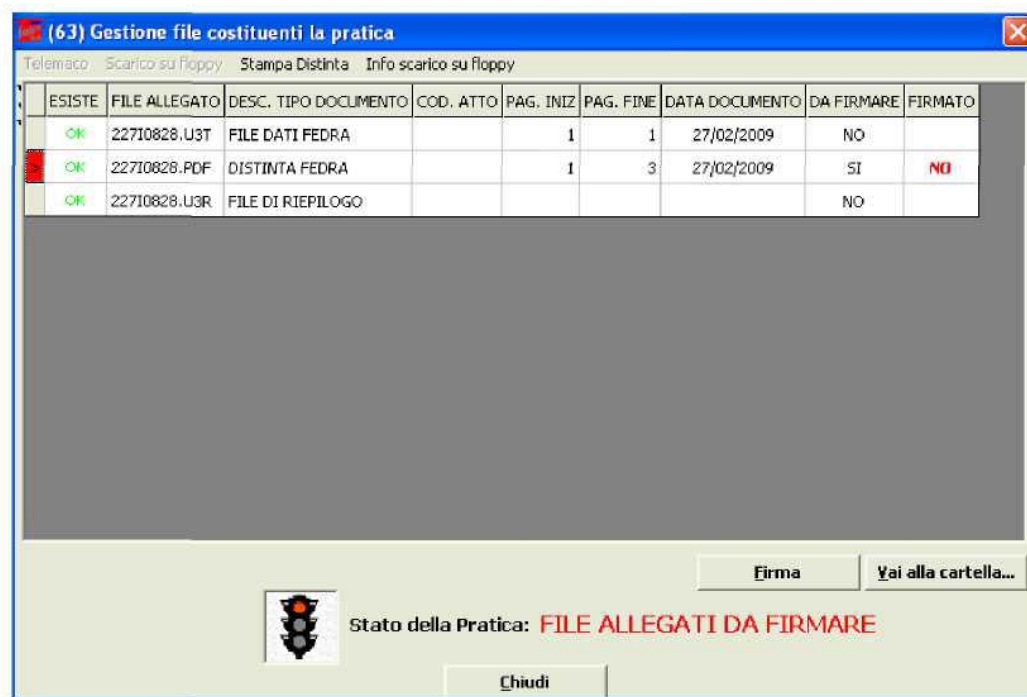 (63) Gestione file costituenti la pratica
Telemaco Scarico su floppy Stampa Distinta Info scarico su floppy
ESISTE FILE ALLEGATO DESC. TIPO DOCUMENTO COD. ATTO PAG. INIZ PAG. FINE DATA DOCUMENTO DA FIRMARE FIRMATO
OK 227I0828.U3T FILE DATI FEDRA 1 1 27/02/2009 NO
> OK 227I0828.PDF DISTINTA FEDRA 1 3 27/02/2009 SI NO
OK 227I0828.U3R FILE DI RIEPILOGO NO
Firma Vai alla cartella...
Stato della Pratica: FILE ALLEGATI DA FIRMARE
Chiudi